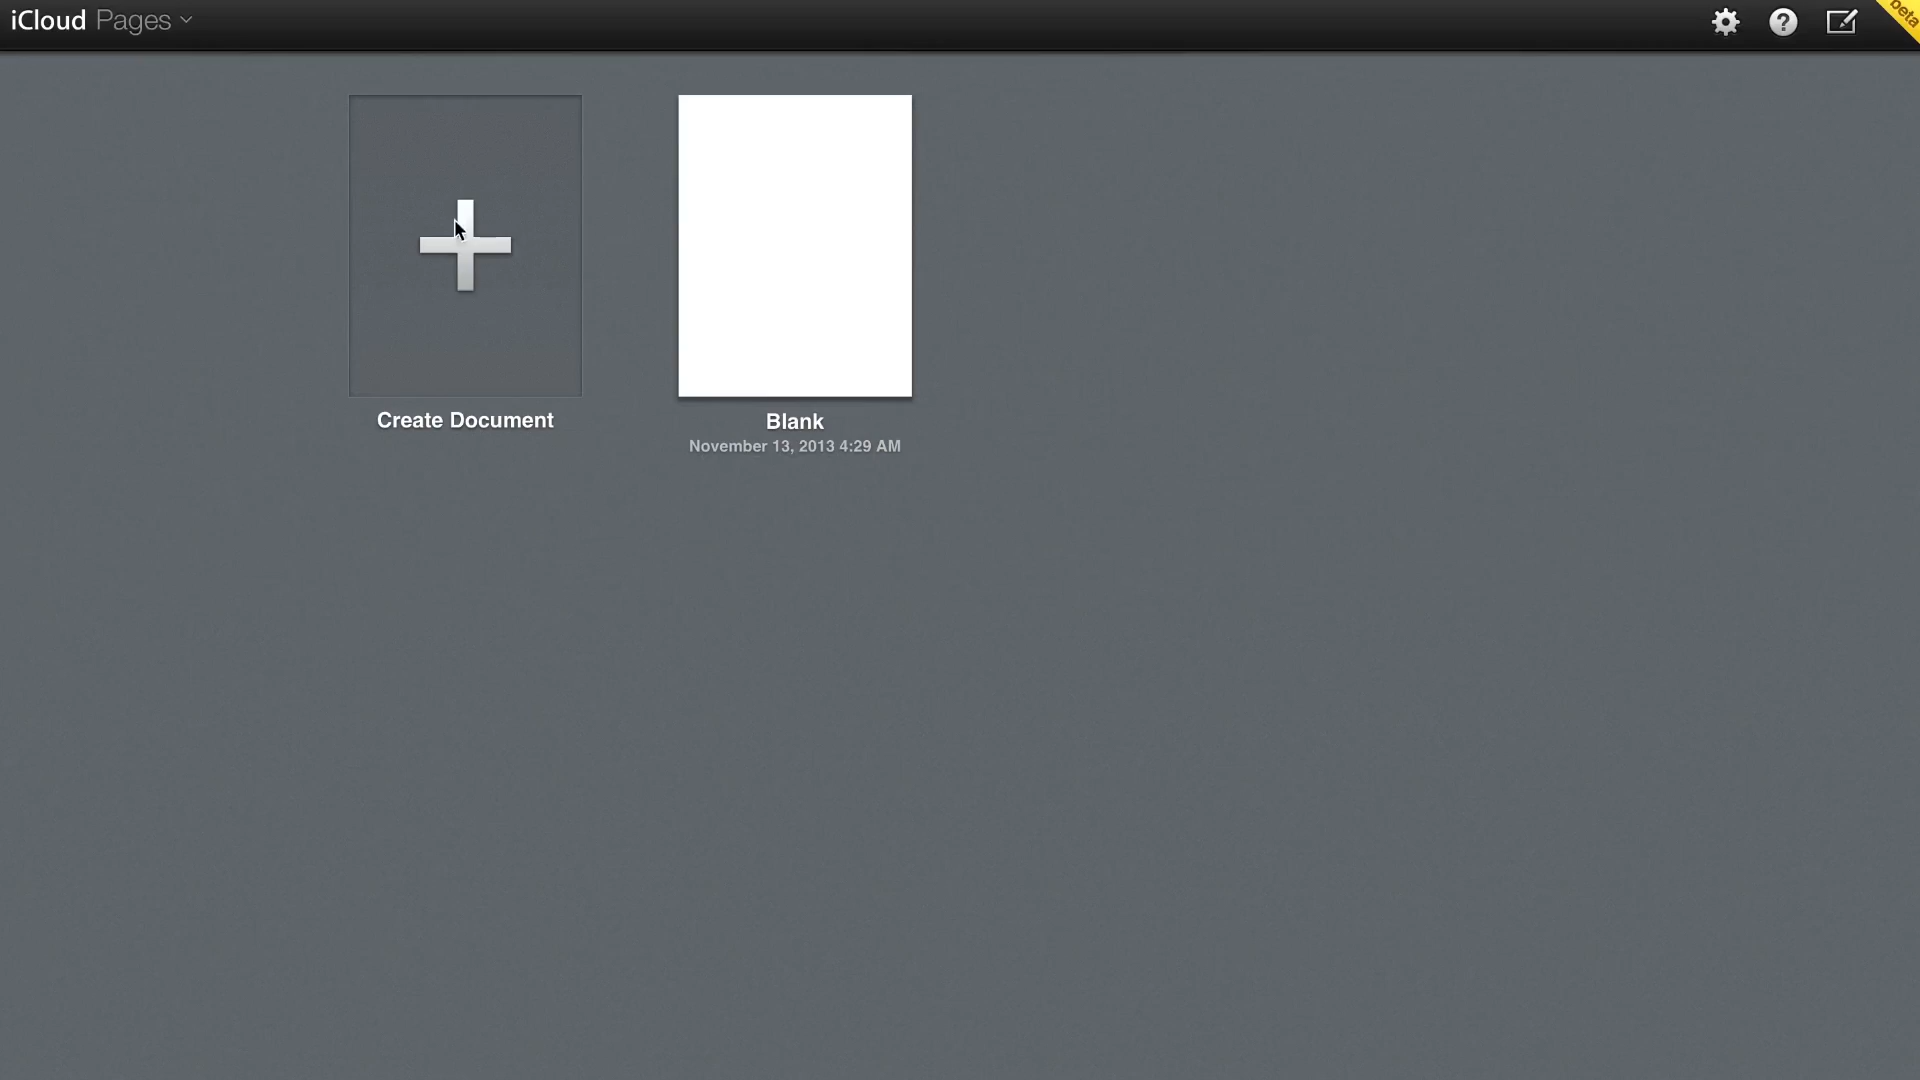 iCloud Pages
beta
Create Document
Blank
November 13, 2013 4:29 AM